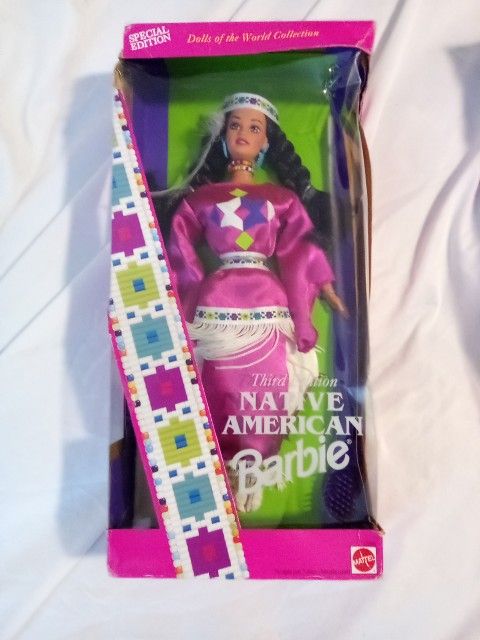 SPECIAL
EDITION
Dolls of the World Collection
Third Edition
NATIVE
AMERICAN
Barbie®
MATTEL